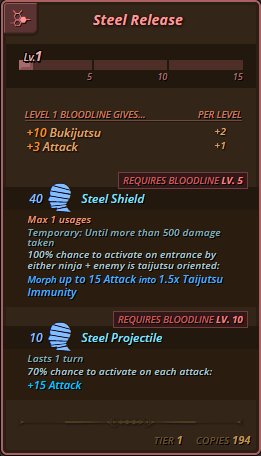 Steel Release
Lv.1
5 10 15
LEVEL 1 BLOODLINE GIVES... PER LEVEL
+10 Bukijutsu +2
+3 Attack +1
REQUIRES BLOODLINE LV. 5
40 Steel Shield
Max 1 usages
Temporary: Until more than 500 damage
taken
100% chance to activate on entrance by
either ninja + enemy is taijutsu oriented:
Morph up to 15 Attack into 1.5x Taijutsu
Immunity
REQUIRES BLOODLINE LV. 10
10 Steel Projectile
Lasts 1 turn
70% chance to activate on each attack:
+15 Attack
TIER 1 COPIES 194